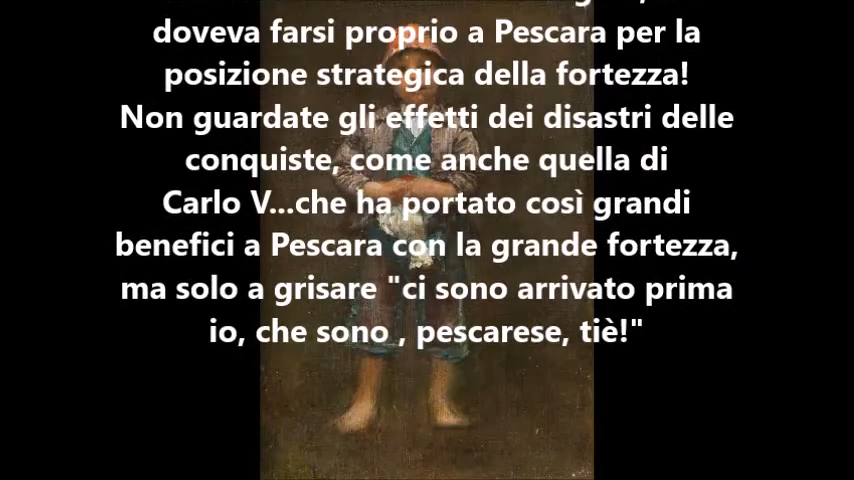 doveva farsi proprio a Pescara per la
posizione strategica della fortezza!
Non guardate gli effetti dei disastri delle
conquiste, come anche quella di
Carlo V...che ha portato così grandi
benefici a Pescara con la grande fortezza,
ma solo a grisare "ci sono arrivato prima
io, che sono , pescarese, tiè!"